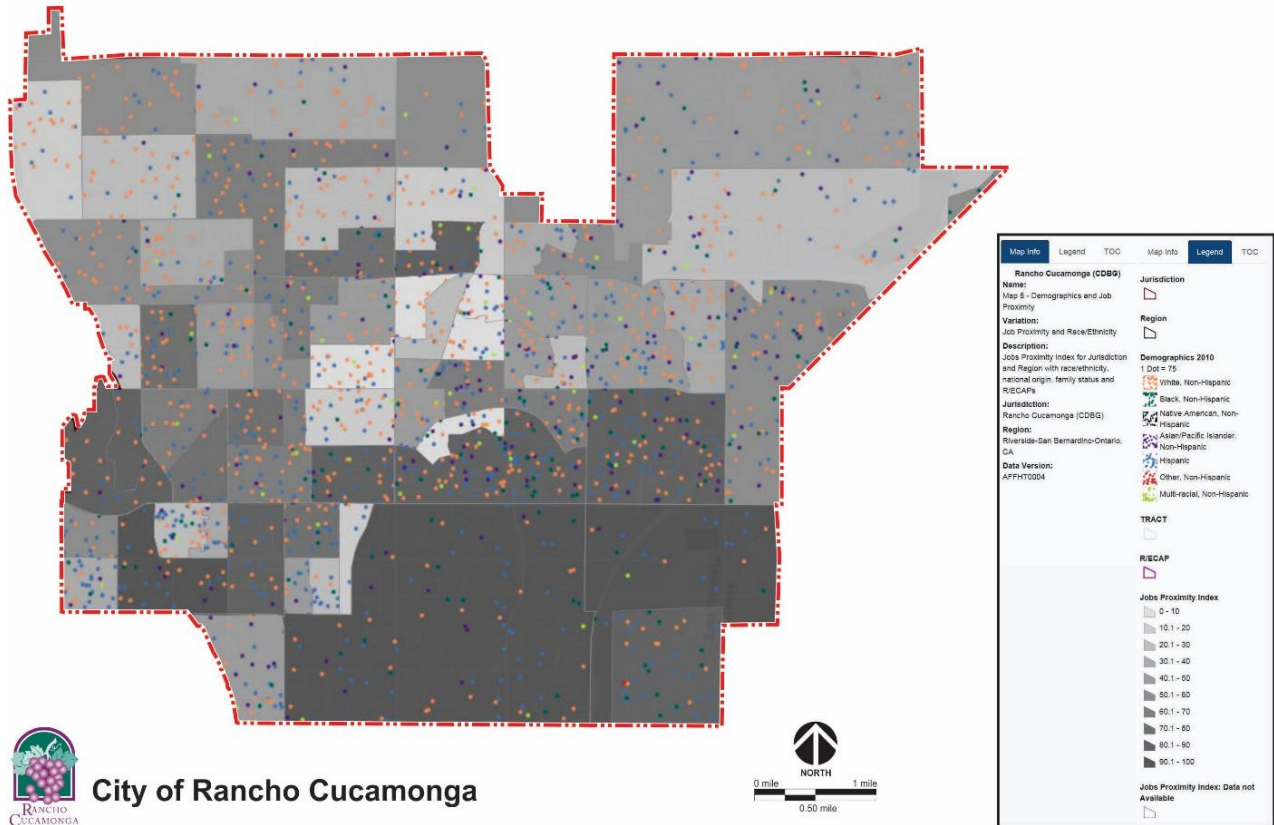 Map Info Legend TOC
Rancho Cucamonga (CDBG)
Name:
Map 6 - Demographics and Job
Proximity
Variation:
Job Proximity and Race/Ethnicity
Description:
Jobs Proximity Index for Jurisdiction
and Region with race/ethnicity,
national origin, family status and
R/ECAPs
Jurisdiction:
Rancho Cucamonga (CDBG)
Region:
Riverside-San Bernardino-Ontario,
CA
Data Version:
AFFHT0004
Map Info Legend TOC
Jurisdiction
Region
Demographics 2010
1 Dot = 75
White, Non-Hispanic
Black, Non-Hispanic
Native American, Non-
Hispanic
Asian/Pacific Islander,
Non-Hispanic
Hispanic
Other, Non-Hispanic
Multi-racial, Non-Hispanic
TRACT
R/ECAP
Jobs Proximity Index
0 - 10
10.1 - 20
20.1 - 30
30.1 - 40
40.1 - 50
50.1 - 60
60.1 - 70
70.1 - 80
80.1 - 90
90.1 - 100
Jobs Proximity Index: Data not
Available
RANCHO
CUCAMONGA
City of Rancho Cucamonga
NORTH
0 mile 1 mile
0.50 mile